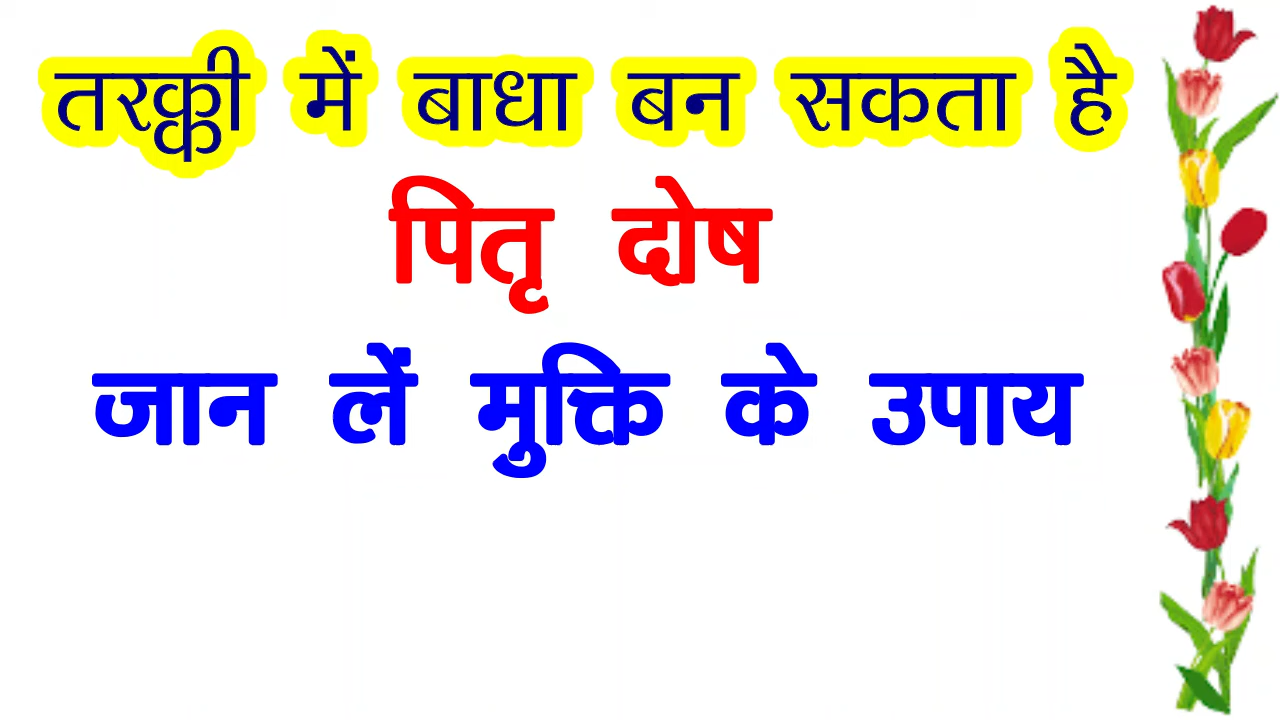 तरक्की में बाधा बन सकता है
पितृ दोष
जान लें मुक्ति के उपाय